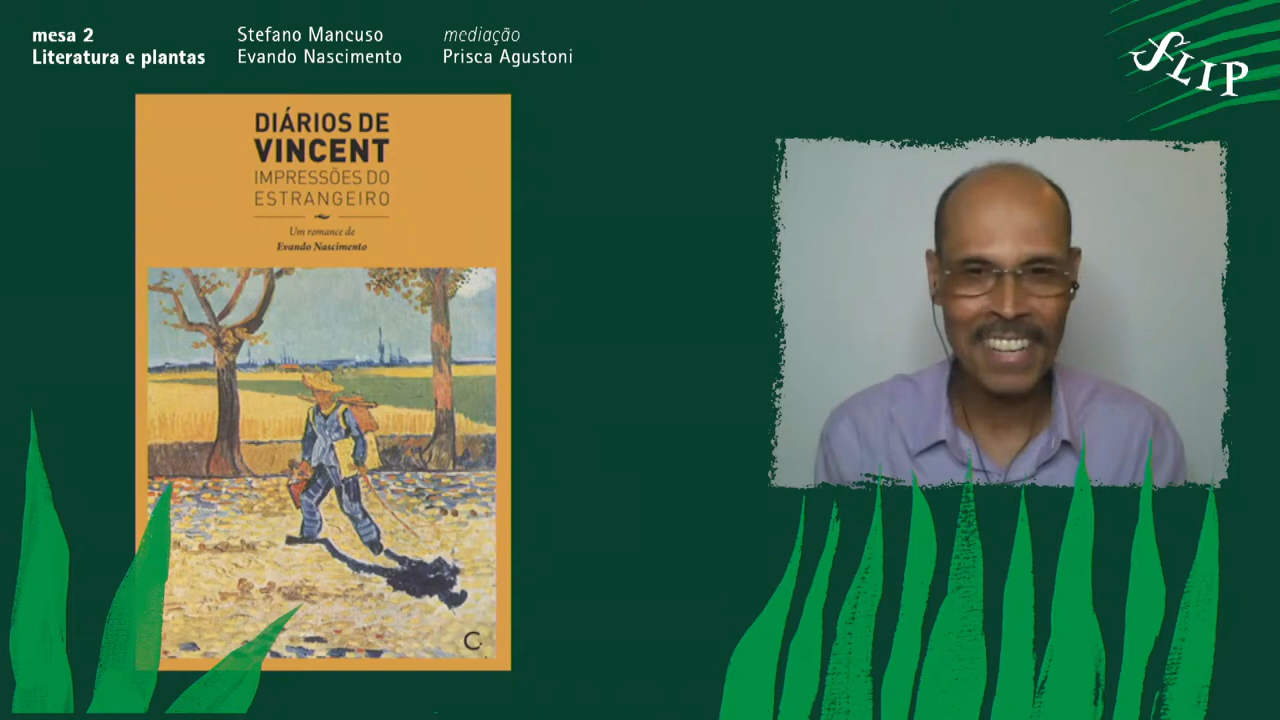 mesa 2
Literatura e plantas
Stefano Mancuso
Evando Nascimento
mediação
Prisca Agustoni
FLIP
DIÁRIOS DE
VINCENT
IMPRESSÕES DO
ESTRANGEIRO
Um romance de
Evando Nascimento
C.